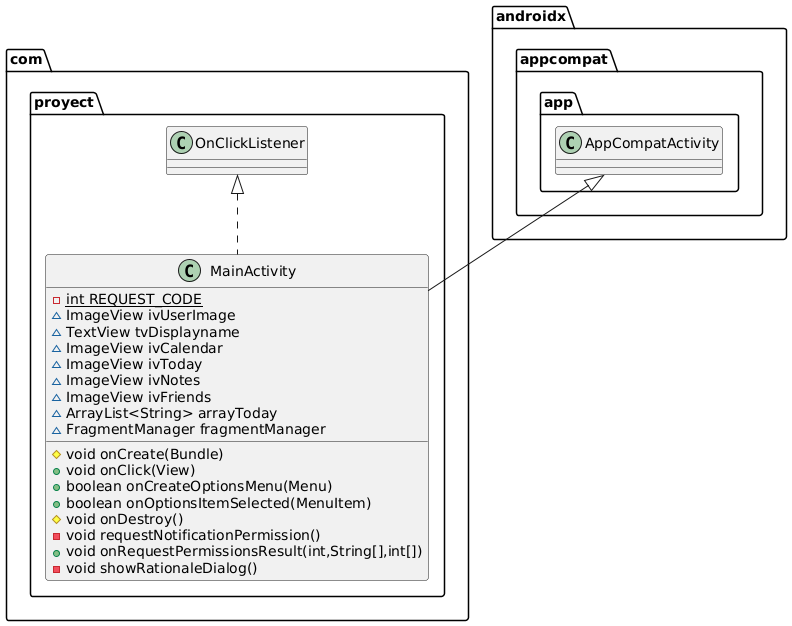 androidx
com
appcompat
proyect
app
C OnClickListener
C AppCompatActivity
C MainActivity
int REQUEST_CODE
ImageView ivUserImage
TextView tvDisplayname
ImageView ivCalendar
ImageView ivToday
ImageView ivNotes
ImageView ivFriends
ArrayList<String> arrayToday
FragmentManager fragmentManager
void onCreate(Bundle)
void onClick(View)
boolean onCreateOptionsMenu(Menu)
boolean onOptionsItemSelected(MenuItem)
void onDestroy()
void requestNotificationPermission()
void onRequestPermissionsResult(int,String[],int[])
void showRationaleDialog()